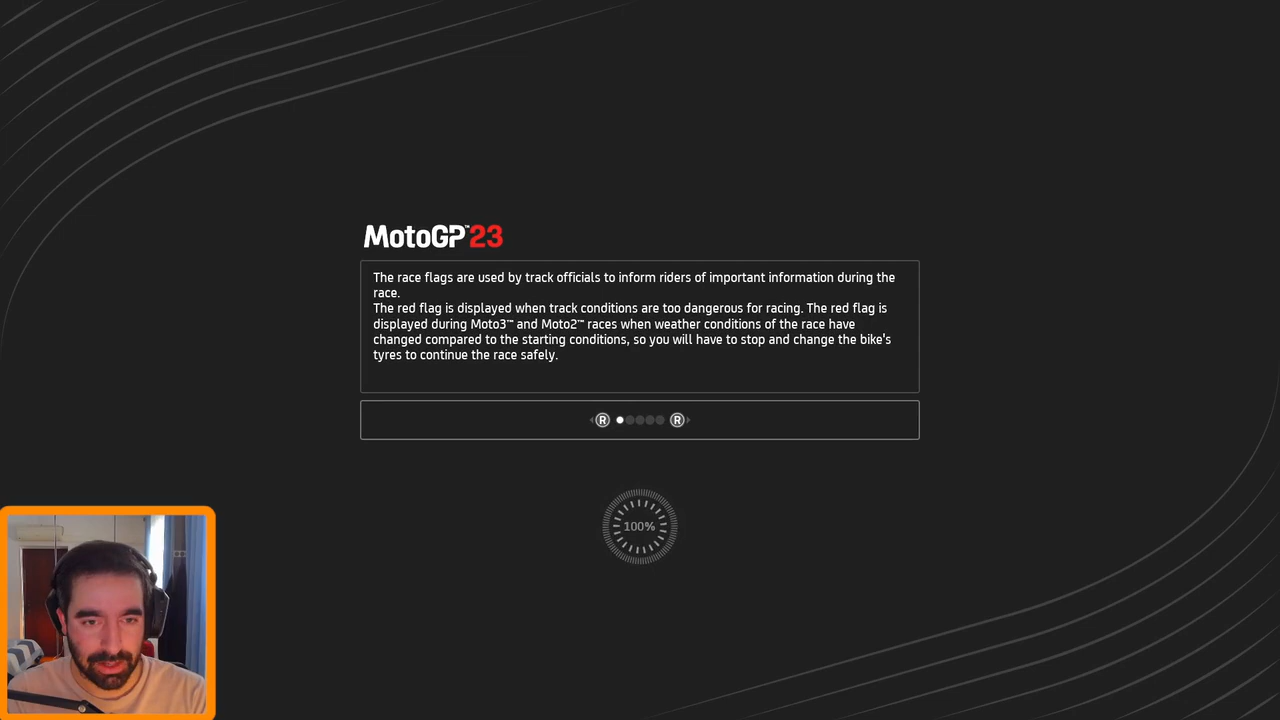 MotoGP™23
The race flags are used by track officials to inform riders of important information during the
race.
The red flag is displayed when track conditions are too dangerous for racing. The red flag is
displayed during Moto3™ and Moto2™ races when weather conditions of the race have
changed compared to the starting conditions, so you will have to stop and change the bike's
tyres to continue the race safely.
R R
100%